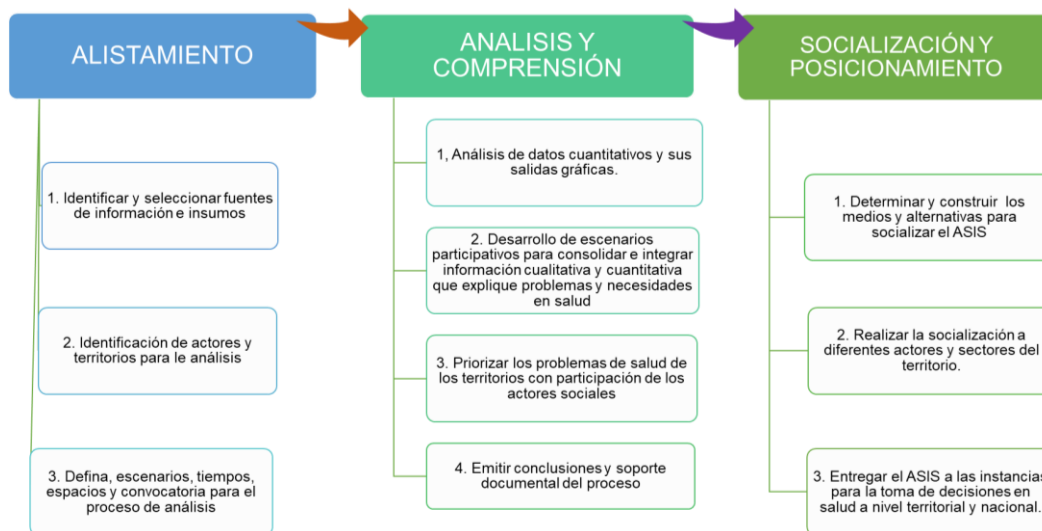 ALISTAMIENTO
1. Identificar y seleccionar fuentes
de información e insumos
2. Identificación de actores y
territorios para le análisis
3. Defina, escenarios, tiempos,
espacios y convocatoria para el
proceso de análisis
ANALISIS Y
COMPRENSIÓN
1, Análisis de datos cuantitativos y sus
salidas gráficas.
2. Desarrollo de escenarios
participativos para consolidar e integrar
información cualitativa y cuantitativa
que explique problemas y necesidades
en salud
3. Priorizar los problemas de salud de
los territorios con participación de los
actores sociales
4. Emitir conclusiones y soporte
documental del proceso
SOCIALIZACIÓN Y
POSICIONAMIENTO
1. Determinar y construir los
medios y alternativas para
socializar el ASIS
2. Realizar la socialización a
diferentes actores y sectores del
territorio.
3. Entregar el ASIS a las instancias
para la toma de decisiones en
salud a nivel territorial y nacional.